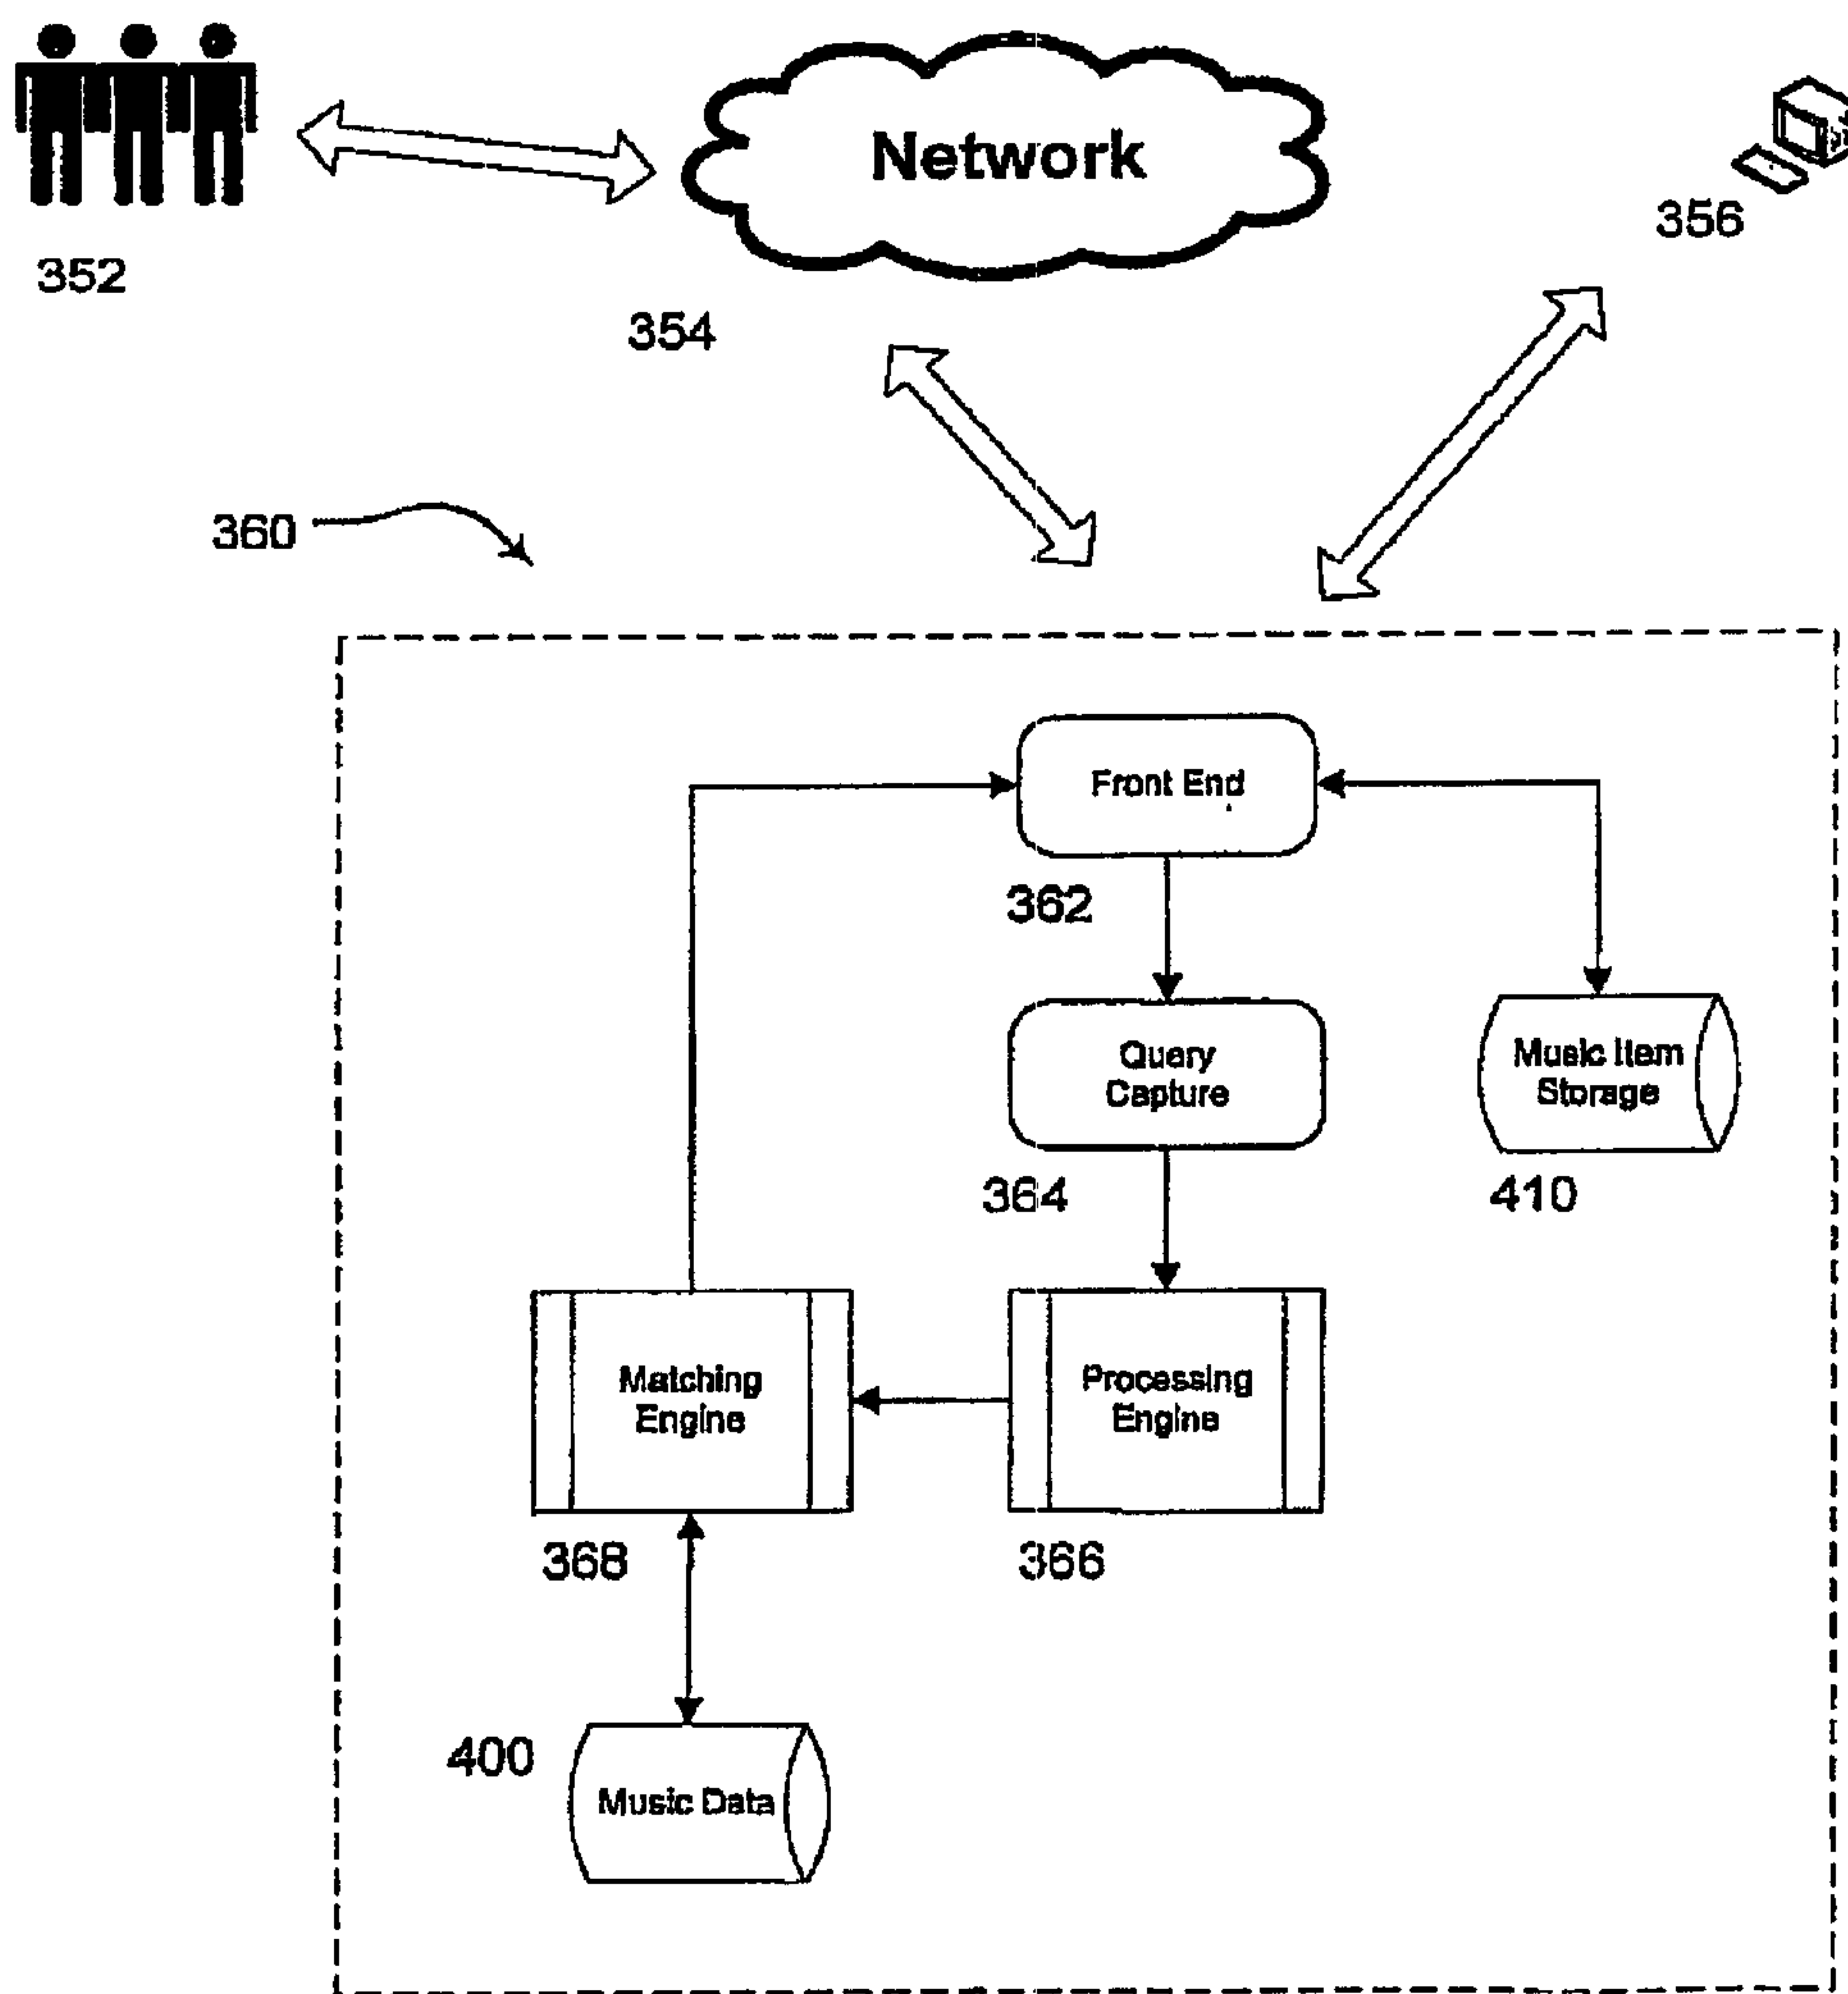 Network
352
354
356
360
Front End
362
Query
Capture
364
Music Item
Storage
410
Matching
Engine
368
Processing
Engine
366
400
Music Data